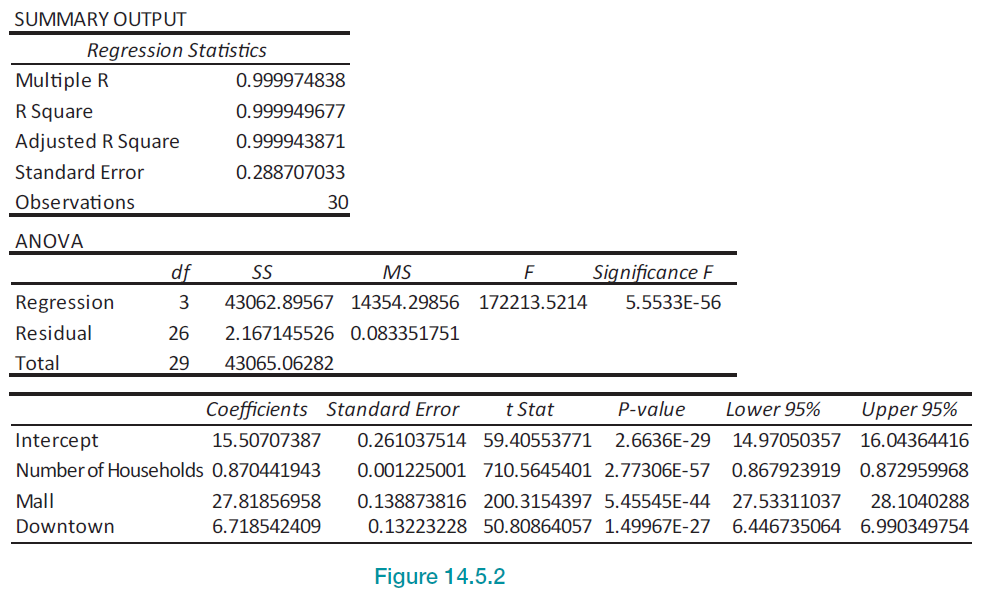 SUMMARY OUTPUT
Regression Statistics
Multiple R 0.999974838
R Square 0.999949677
Adjusted R Square 0.999943871
Standard Error 0.288707033
Observations 30
ANOVA
df SS MS F Significance F
Regression 3 43062.89567 14354.29856 172213.5214 5.5533E-56
Residual 26 2.167145526 0.083351751
Total 29 43065.06282
Coefficients Standard Error t Stat P-value Lower 95% Upper 95%
Intercept 15.50707387 0.261037514 59.40553771 2.6636E-29 14.97050357 16.04364416
Number of Households 0.870441943 0.001225001 710.5645401 2.77306E-57 0.867923919 0.872959968
Mall 27.81856958 0.138873816 200.3154397 5.45545E-44 27.53311037 28.1040288
Downtown 6.718542409 0.13223228 50.80864057 1.49967E-27 6.446735064 6.990349754
Figure 14.5.2